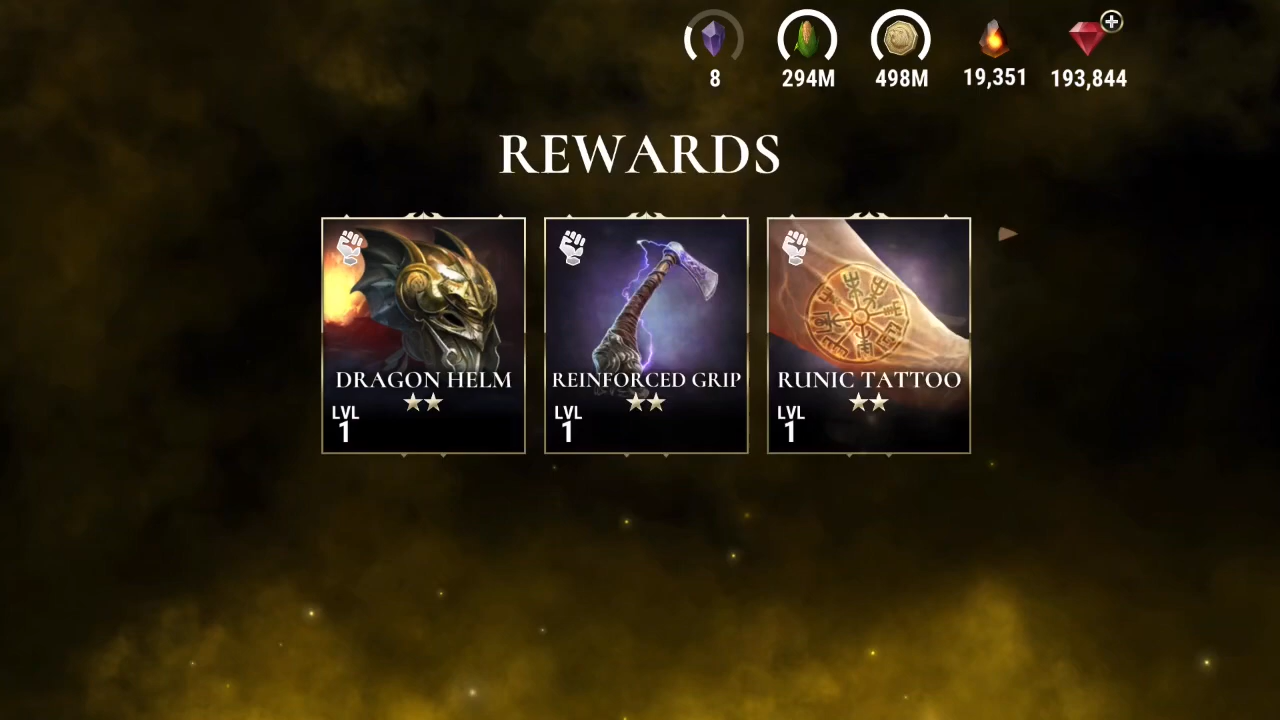 8
294M
498M
19,351
193,844
REWARDS
DRAGON HELM
LVL
1
REINFORCED GRIP
LVL
1
RUNIC TATTOO
LVL
1